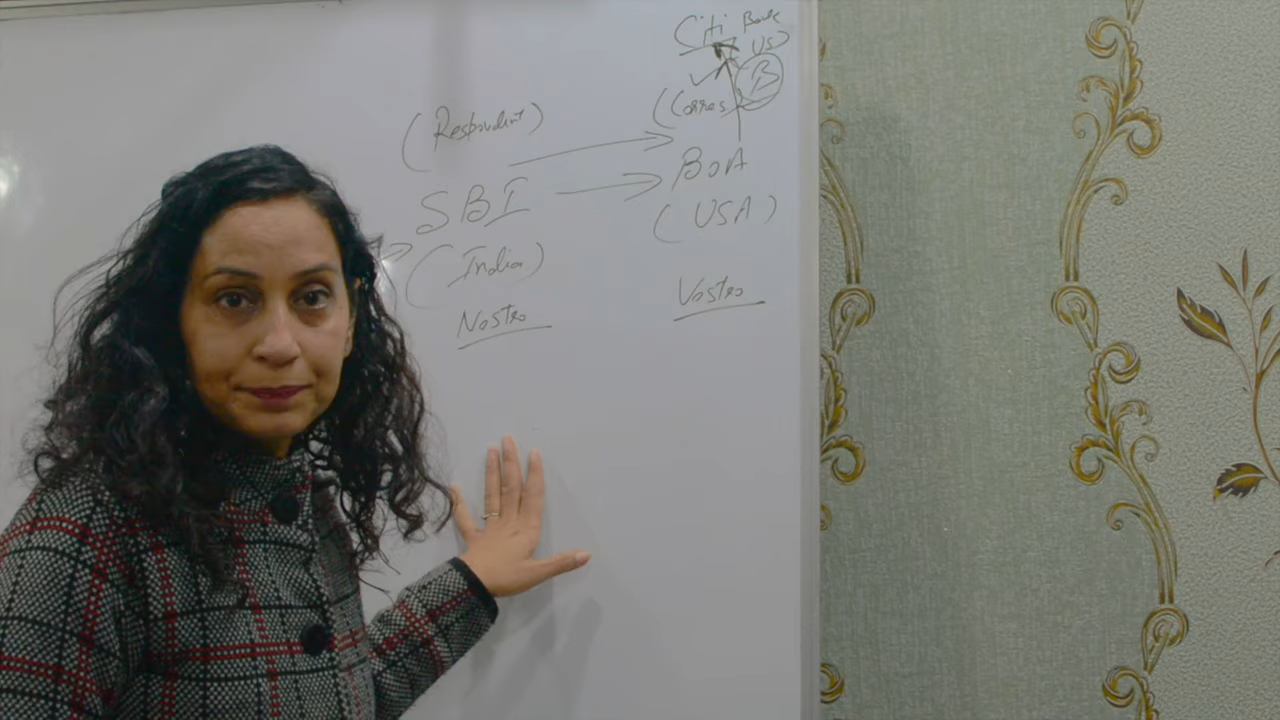 Citi Bank
US)
B
(Corres)
(Respondent)
SBI
BOA
(USA)
(India)
Nostro
Vostro